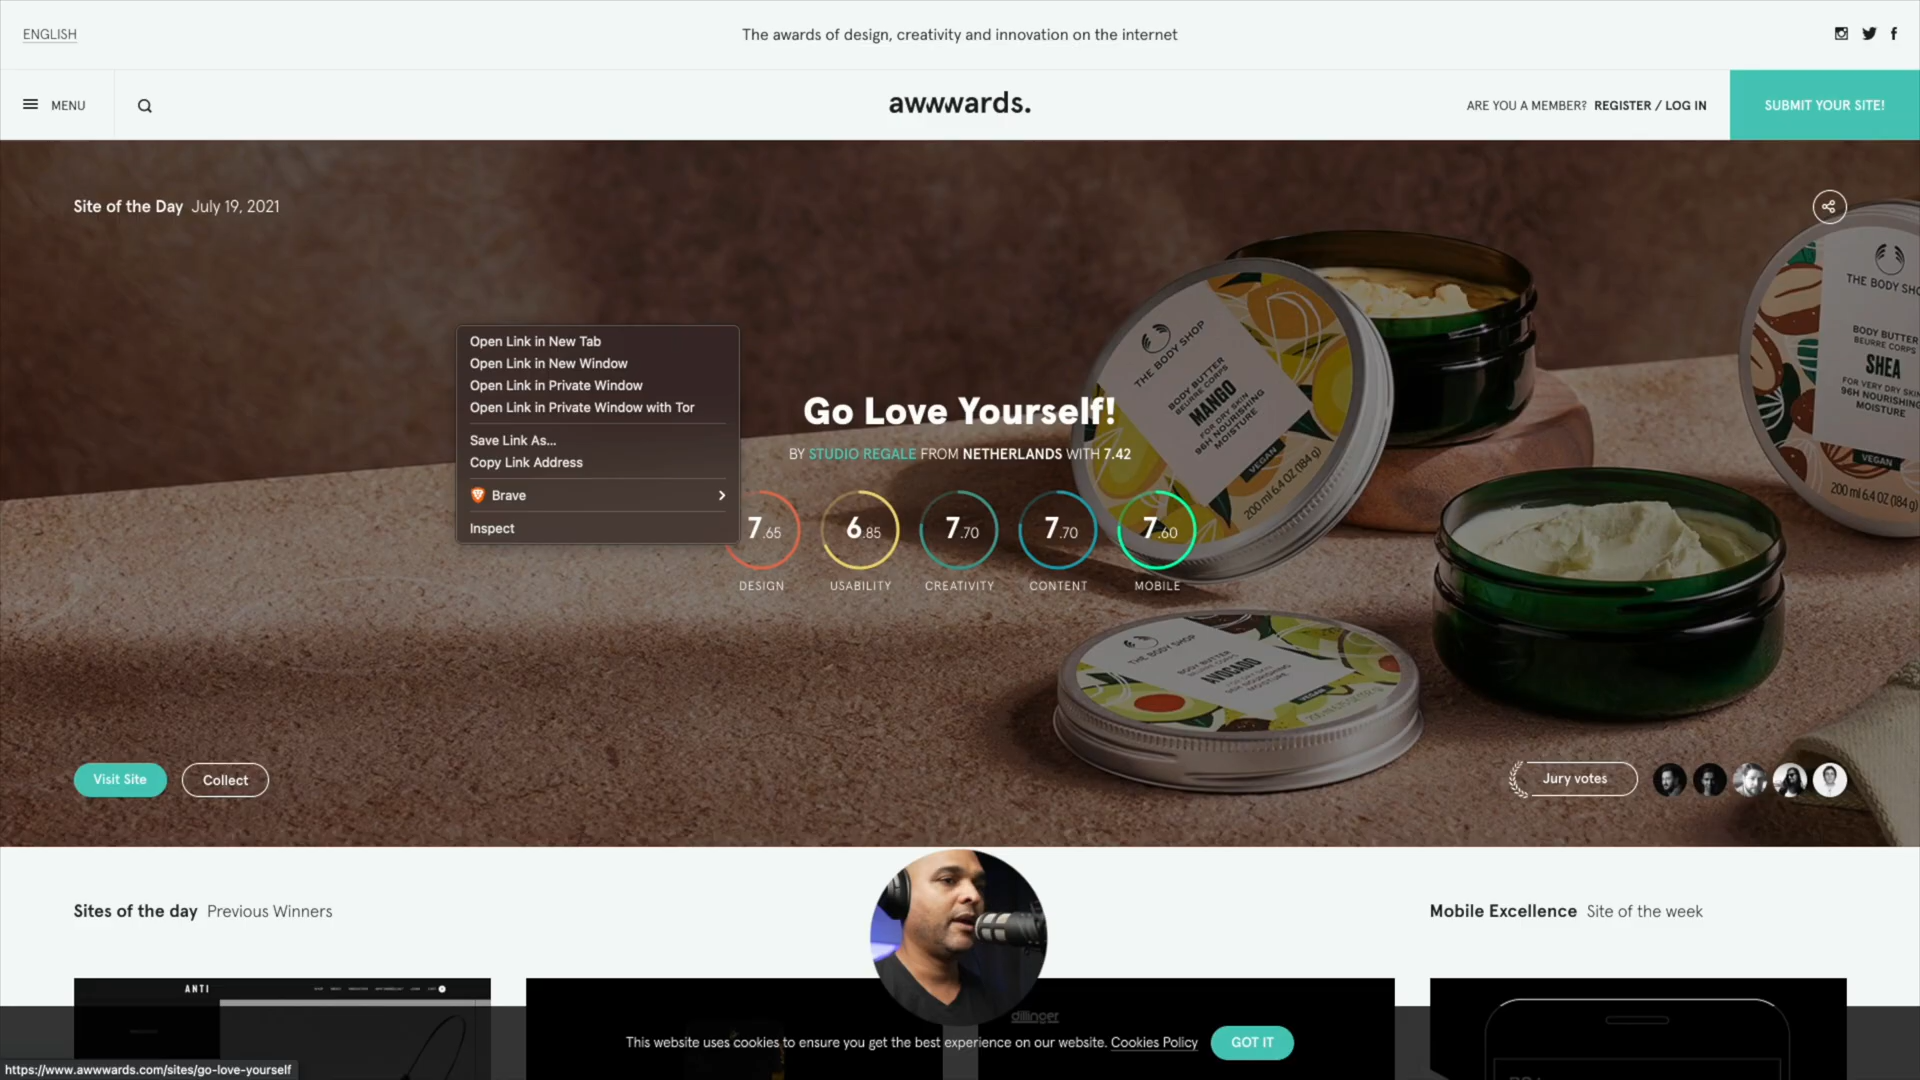 ENGLISH
The awards of design, creativity and innovation on the internet
MENU
awwwards.
ARE YOU A MEMBER? REGISTER / LOG IN
SUBMIT YOUR SITE!
Site of the Day July 19, 2021
Open Link in New Tab
Open Link in New Window
Open Link in Private Window
Open Link in Private Window with Tor
Save Link As...
Copy Link Address
Brave
Inspect
Go Love Yourself!
BY STUDIO REGALE FROM NETHERLANDS WITH 7.42
7.65
6.85
7.70
7.70
7.60
DESIGN
USABILITY
CREATIVITY
CONTENT
MOBILE
THE BODY SHOP
BODY BUTTER
BEURRE CORPS
MANGO
FOR DRY SKIN
96H NOURISHING
MOISTURE
VEGAN
200 ml 6.4 OZ (184 g)
THE BODY SHO
BODY BUTTER
BEURRE CORPS
SHEA
FOR VERY DRY SKIN
96H NOURISHING
MOISTURE
VEGAN
200 ml 6.4 OZ (184 g)
THE BODY SHOP
BODY BUTTER
BEURRE CORPS
AVOCADO
96H NOURISHING
MOISTURE
VEGAN
Visit Site
Collect
Jury votes
Sites of the day Previous Winners
Mobile Excellence Site of the week
ANTI
dillinger
This website uses cookies to ensure you get the best experience on our website. Cookies Policy
GOT IT
https://www.awwwards.com/sites/go-love-yourself